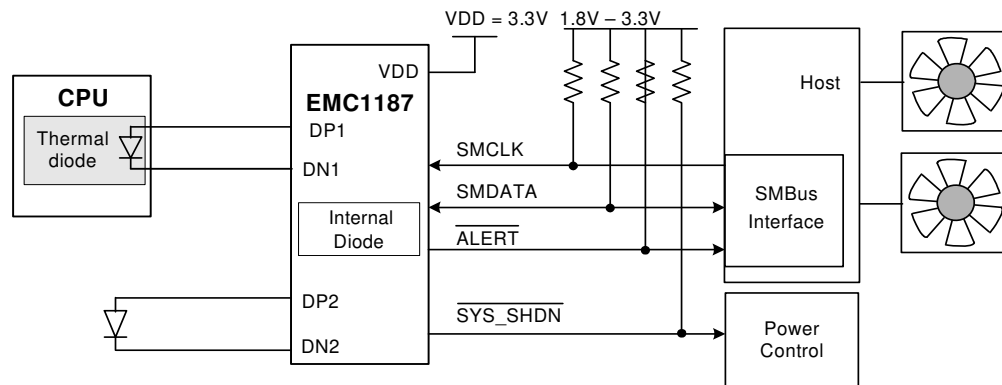 VDD = 3.3V
1.8V – 3.3V
CPU
Thermal
diode
VDD
EMC1187
DP1
DN1
Internal
Diode
DP2
DN2
SMCLK
SMDATA
ALERT
SYS_SHDN
Host
SMBus
Interface
Power
Control